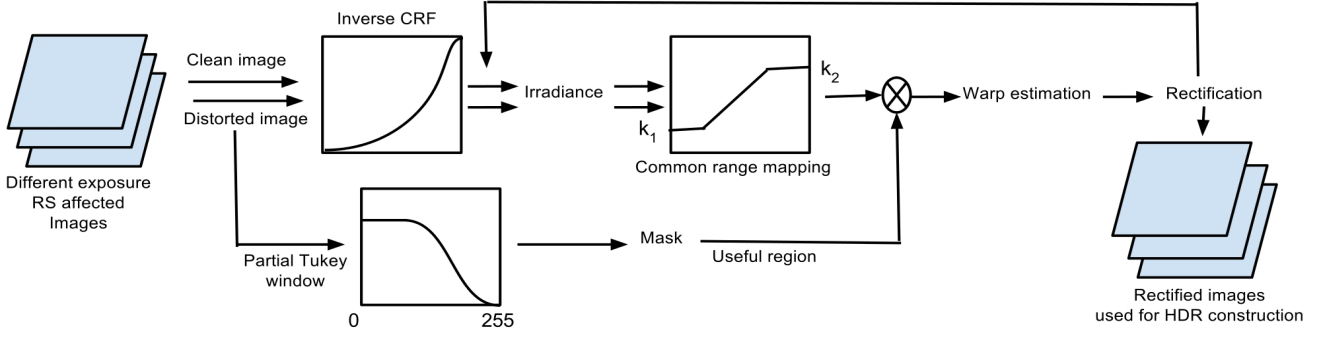 Inverse CRF
Clean image
Distorted image
Different exposure
RS affected
Images
Irradiance
k1
k2
Common range mapping
Warp estimation
Rectification
Partial Tukey
window
0
255
Mask
Useful region
Rectified images
used for HDR construction